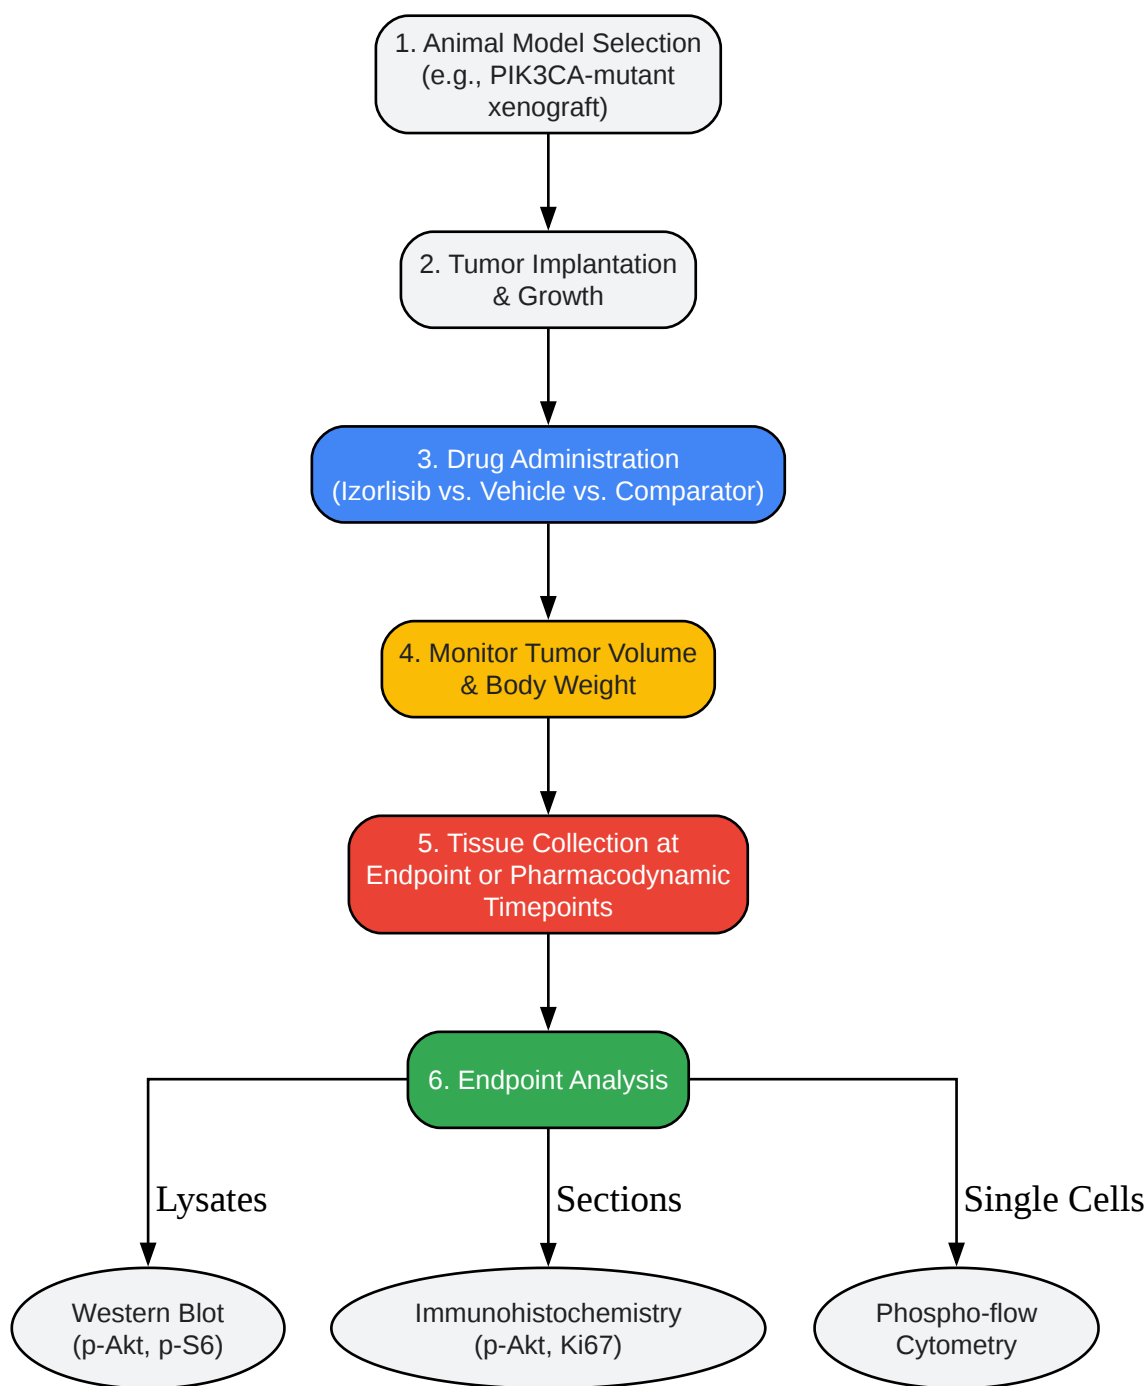 1. Animal Model Selection
(e.g., PIK3CA-mutant
xenograft)
2. Tumor Implantation
& Growth
3. Drug Administration
(Izorlisib vs. Vehicle vs. Comparator)
4. Monitor Tumor Volume
& Body Weight
5. Tissue Collection at
Endpoint or Pharmacodynamic
Timepoints
6. Endpoint Analysis
Lysates
Sections
Single Cells
Western Blot
(p-Akt, p-S6)
Immunohistochemistry
(p-Akt, Ki67)
Phospho-flow
Cytometry